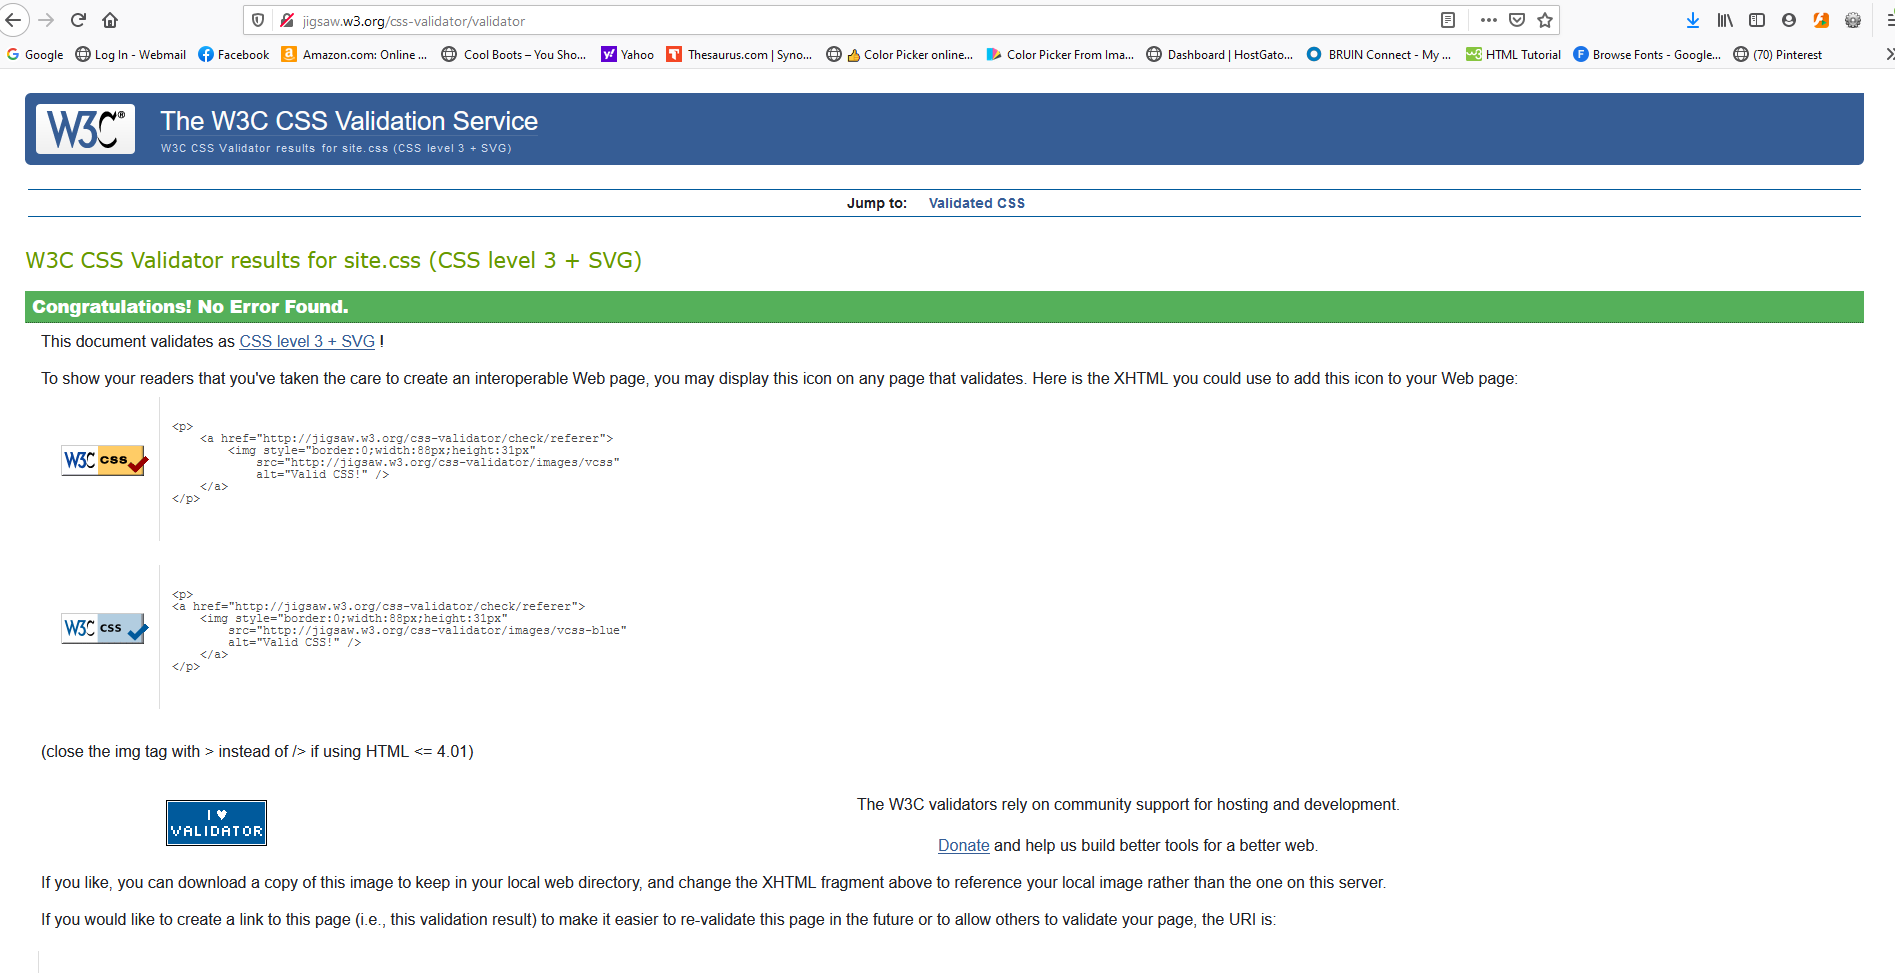 jigsaw.w3.org/css-validator/validator
Google Log In - Webmail Facebook Amazon.com: Online ... Cool Boots – You Sho... Yahoo Thesaurus.com | Syno... Color Picker online... Color Picker From Ima... Dashboard | HostGato... BRUIN Connect - My ... HTML Tutorial Browse Fonts - Google... (70) Pinterest
W3C® The W3C CSS Validation Service
W3C CSS Validator results for site.css (CSS level 3 + SVG)
Jump to: Validated CSS
W3C CSS Validator results for site.css (CSS level 3 + SVG)
Congratulations! No Error Found.
This document validates as CSS level 3 + SVG !
To show your readers that you've taken the care to create an interoperable Web page, you may display this icon on any page that validates. Here is the XHTML you could use to add this icon to your Web page:
W3C css
<p>
<a href="http://jigsaw.w3.org/css-validator/check/referer">
<img style="border:0;width:88px;height:31px"
src="http://jigsaw.w3.org/css-validator/images/vcss"
alt="Valid CSS!" />
</a>
</p>
W3C css
<p>
<a href="http://jigsaw.w3.org/css-validator/check/referer">
<img style="border:0;width:88px;height:31px"
src="http://jigsaw.w3.org/css-validator/images/vcss-blue"
alt="Valid CSS!" />
</a>
</p>
(close the img tag with > instead of /> if using HTML <= 4.01)
I ♥
VALIDATOR
The W3C validators rely on community support for hosting and development.
Donate and help us build better tools for a better web.
If you like, you can download a copy of this image to keep in your local web directory, and change the XHTML fragment above to reference your local image rather than the one on this server.
If you would like to create a link to this page (i.e., this validation result) to make it easier to re-validate this page in the future or to allow others to validate your page, the URI is: